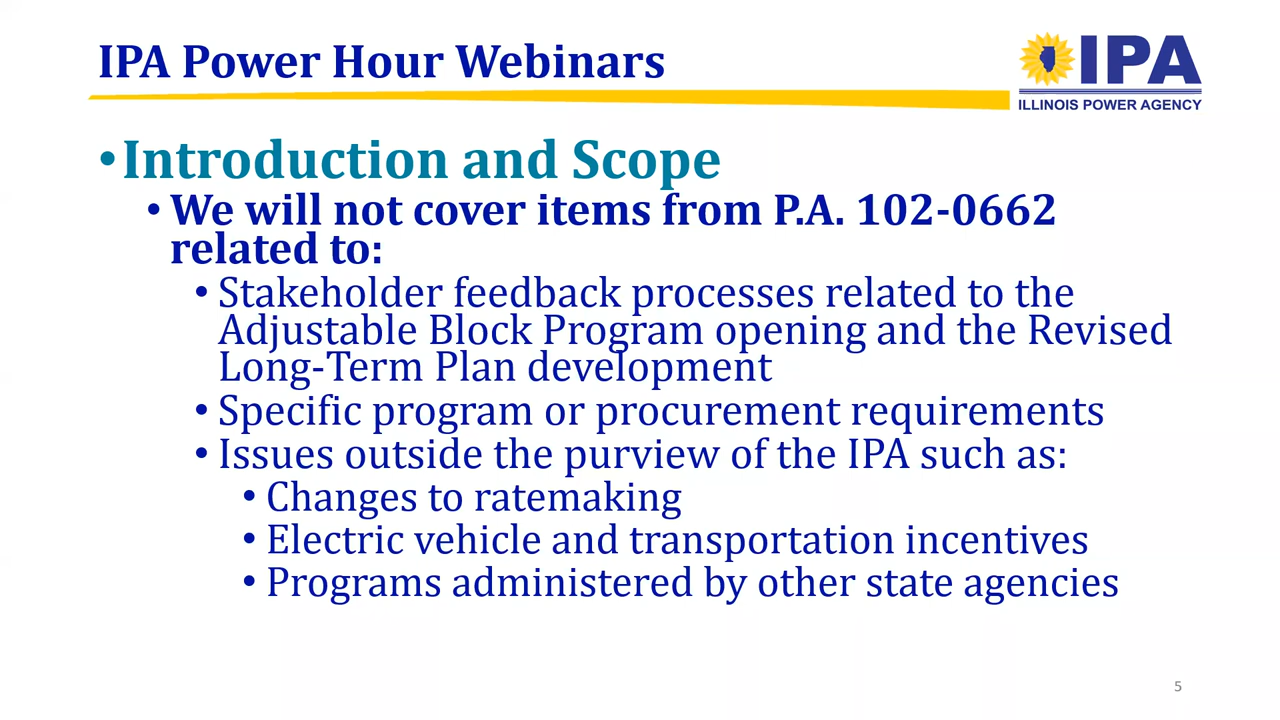 IPA Power Hour Webinars
IPA
ILLINOIS POWER AGENCY
•Introduction and Scope
• We will not cover items from P.A. 102-0662
related to:
• Stakeholder feedback processes related to the
Adjustable Block Program opening and the Revised
Long-Term Plan development
• Specific program or procurement requirements
• Issues outside the purview of the IPA such as:
• Changes to ratemaking
• Electric vehicle and transportation incentives
• Programs administered by other state agencies
5